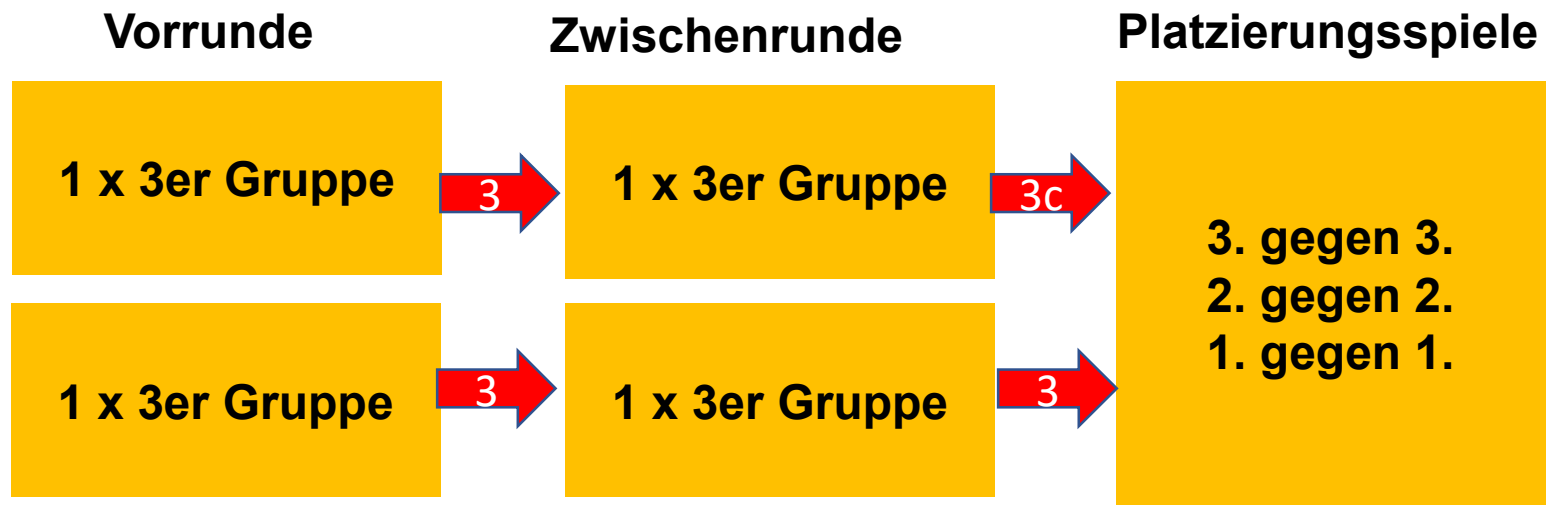 Vorrunde
Zwischenrunde
Platzierungsspiele
1 x 3er Gruppe
3
1 x 3er Gruppe
3c
3. gegen 3.
2. gegen 2.
1. gegen 1.
1 x 3er Gruppe
3
1 x 3er Gruppe
3